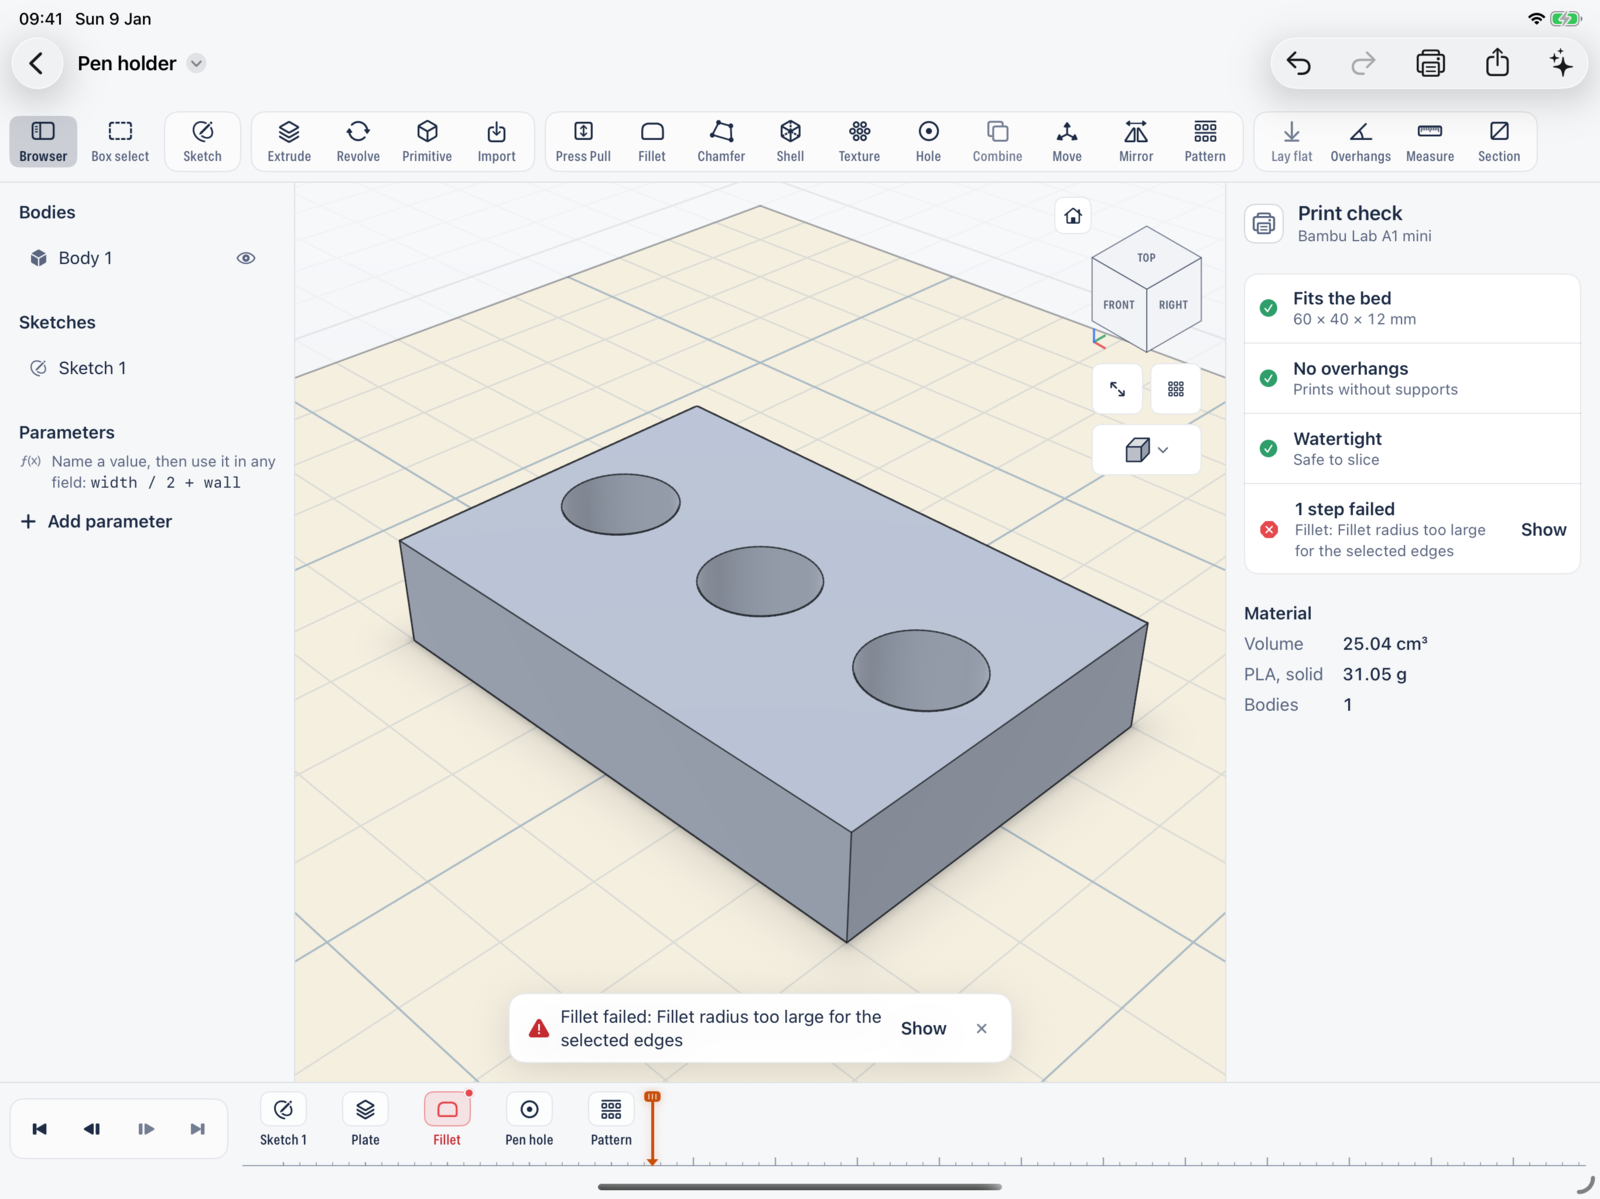 09:41 Sun 9 Jan
Pen holder
Browser
Box select
Sketch
Extrude
Revolve
Primitive
Import
Press Pull
Fillet
Chamfer
Shell
Texture
Hole
Combine
Move
Mirror
Pattern
Lay flat
Overhangs
Measure
Section
Bodies
Body 1
Sketches
Sketch 1
Parameters
f(x) Name a value, then use it in any
field: width / 2 + wall
+ Add parameter
TOP
FRONT
RIGHT
Print check
Bambu Lab A1 mini
Fits the bed
60 × 40 × 12 mm
No overhangs
Prints without supports
Watertight
Safe to slice
1 step failed
Fillet: Fillet radius too large
for the selected edges
Show
Material
Volume 25.04 cm³
PLA, solid 31.05 g
Bodies 1
Fillet failed: Fillet radius too large for the
selected edges
Show
Sketch 1
Plate
Fillet
Pen hole
Pattern